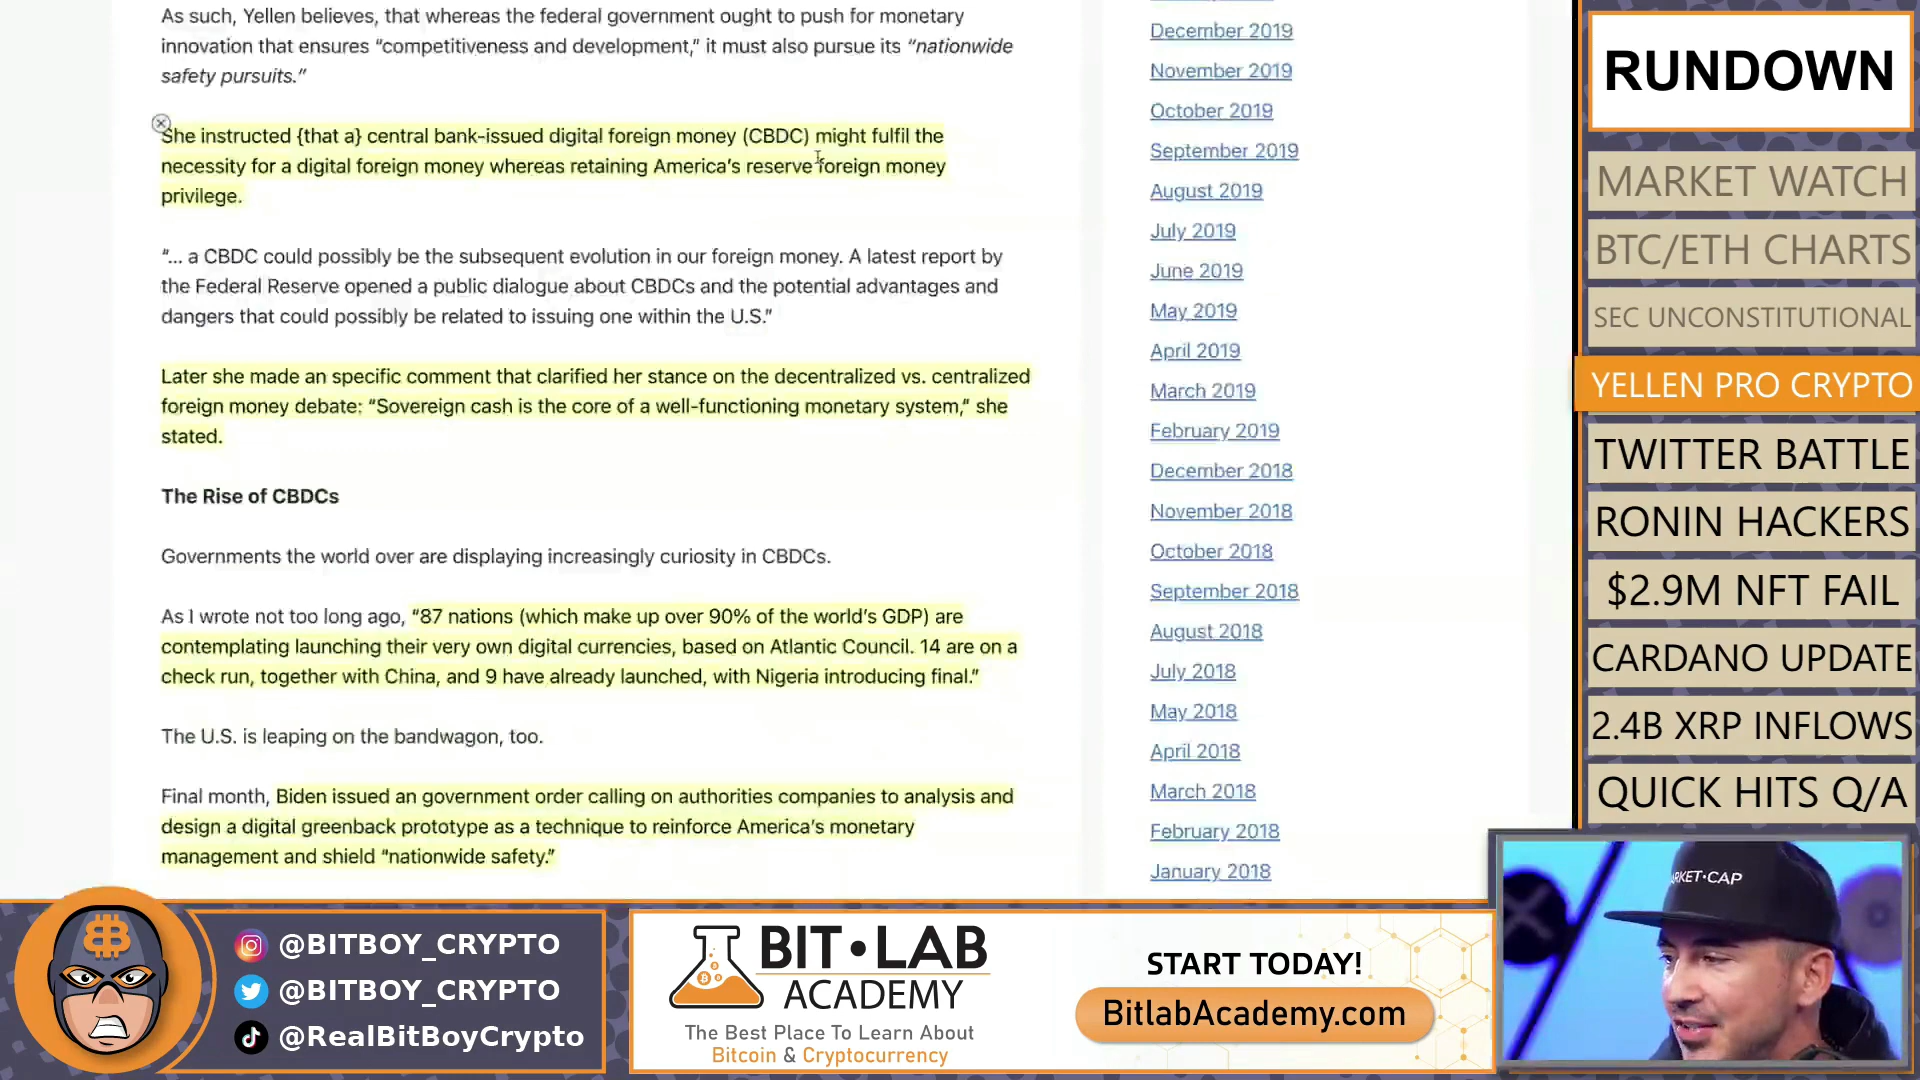 As such, Yellen believes, that whereas the federal government ought to push for monetary
innovation that ensures “competitiveness and development,” it must also pursue its “nationwide
safety pursuits.”
She instructed {that a} central bank-issued digital foreign money (CBDC) might fulfil the
necessity for a digital foreign money whereas retaining America’s reserve foreign money
privilege.
“… a CBDC could possibly be the subsequent evolution in our foreign money. A latest report by
the Federal Reserve opened a public dialogue about CBDCs and the potential advantages and
dangers that could possibly be related to issuing one within the U.S.”
Later she made an specific comment that clarified her stance on the decentralized vs. centralized
foreign money debate: “Sovereign cash is the core of a well-functioning monetary system,” she
stated.
The Rise of CBDCs
Governments the world over are displaying increasingly curiosity in CBDCs.
As I wrote not too long ago, “87 nations (which make up over 90% of the world’s GDP) are
contemplating launching their very own digital currencies, based on Atlantic Council. 14 are on a
check run, together with China, and 9 have already launched, with Nigeria introducing final.”
The U.S. is leaping on the bandwagon, too.
Final month, Biden issued an government order calling on authorities companies to analysis and
design a digital greenback prototype as a technique to reinforce America’s monetary
management and shield “nationwide safety.”
December 2019
November 2019
October 2019
September 2019
August 2019
July 2019
June 2019
May 2019
April 2019
March 2019
February 2019
December 2018
November 2018
October 2018
September 2018
August 2018
July 2018
May 2018
April 2018
March 2018
February 2018
January 2018
RUNDOWN
MARKET WATCH
BTC/ETH CHARTS
SEC UNCONSTITUTIONAL
YELLEN PRO CRYPTO
TWITTER BATTLE
RONIN HACKERS
$2.9M NFT FAIL
CARDANO UPDATE
2.4B XRP INFLOWS
QUICK HITS Q/A
@BITBOY_CRYPTO
@BITBOY_CRYPTO
@RealBitBoyCrypto
BIT•LAB
ACADEMY
The Best Place To Learn About
Bitcoin & Cryptocurrency
START TODAY!
BitlabAcademy.com
RKET•CAP